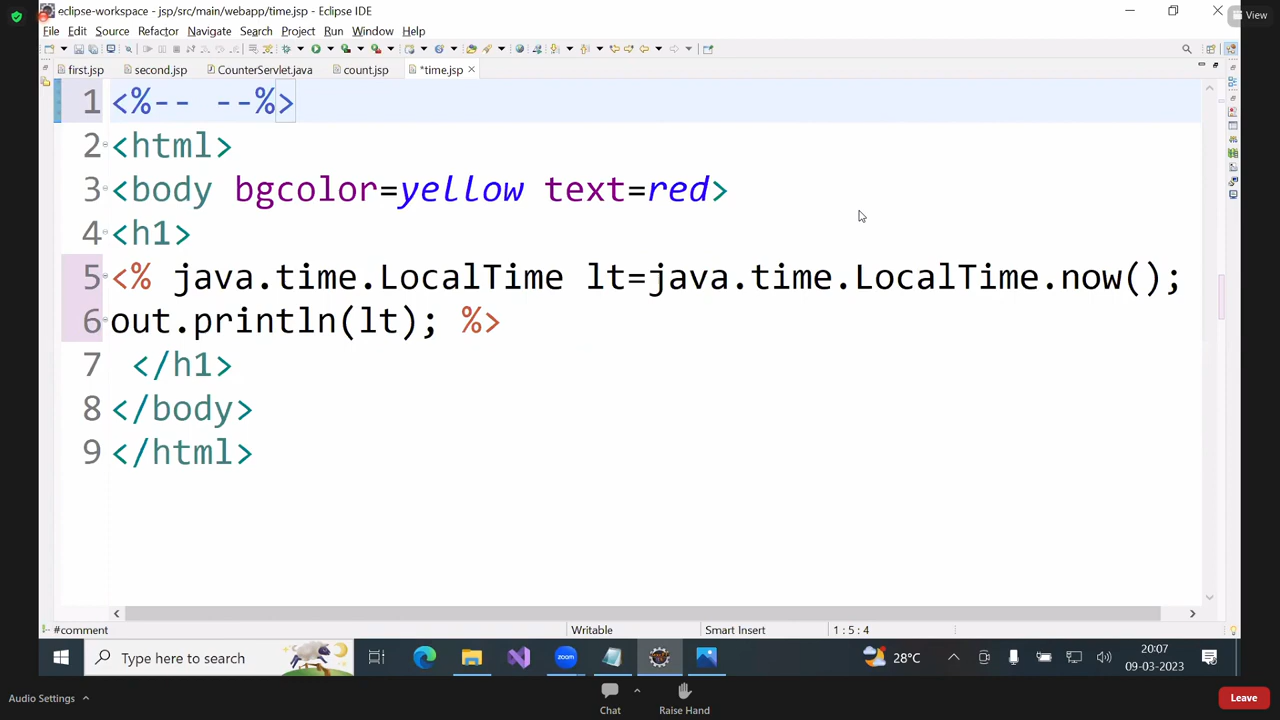 eclipse-workspace - jsp/src/main/webapp/time.jsp - Eclipse IDE
View
File Edit Source Refactor Navigate Search Project Run Window Help
first.jsp second.jsp CounterServlet.java count.jsp *time.jsp
1 <%-- --%>
2 <html>
3 <body bgcolor=yellow text=red>
4 <h1>
5 <% java.time.LocalTime lt=java.time.LocalTime.now();
6 out.println(lt); %>
7 </h1>
8 </body>
9 </html>
#comment Writable Smart Insert 1 : 5 : 4
Type here to search 28°C 20:07
09-03-2023
Audio Settings Chat Raise Hand Leave